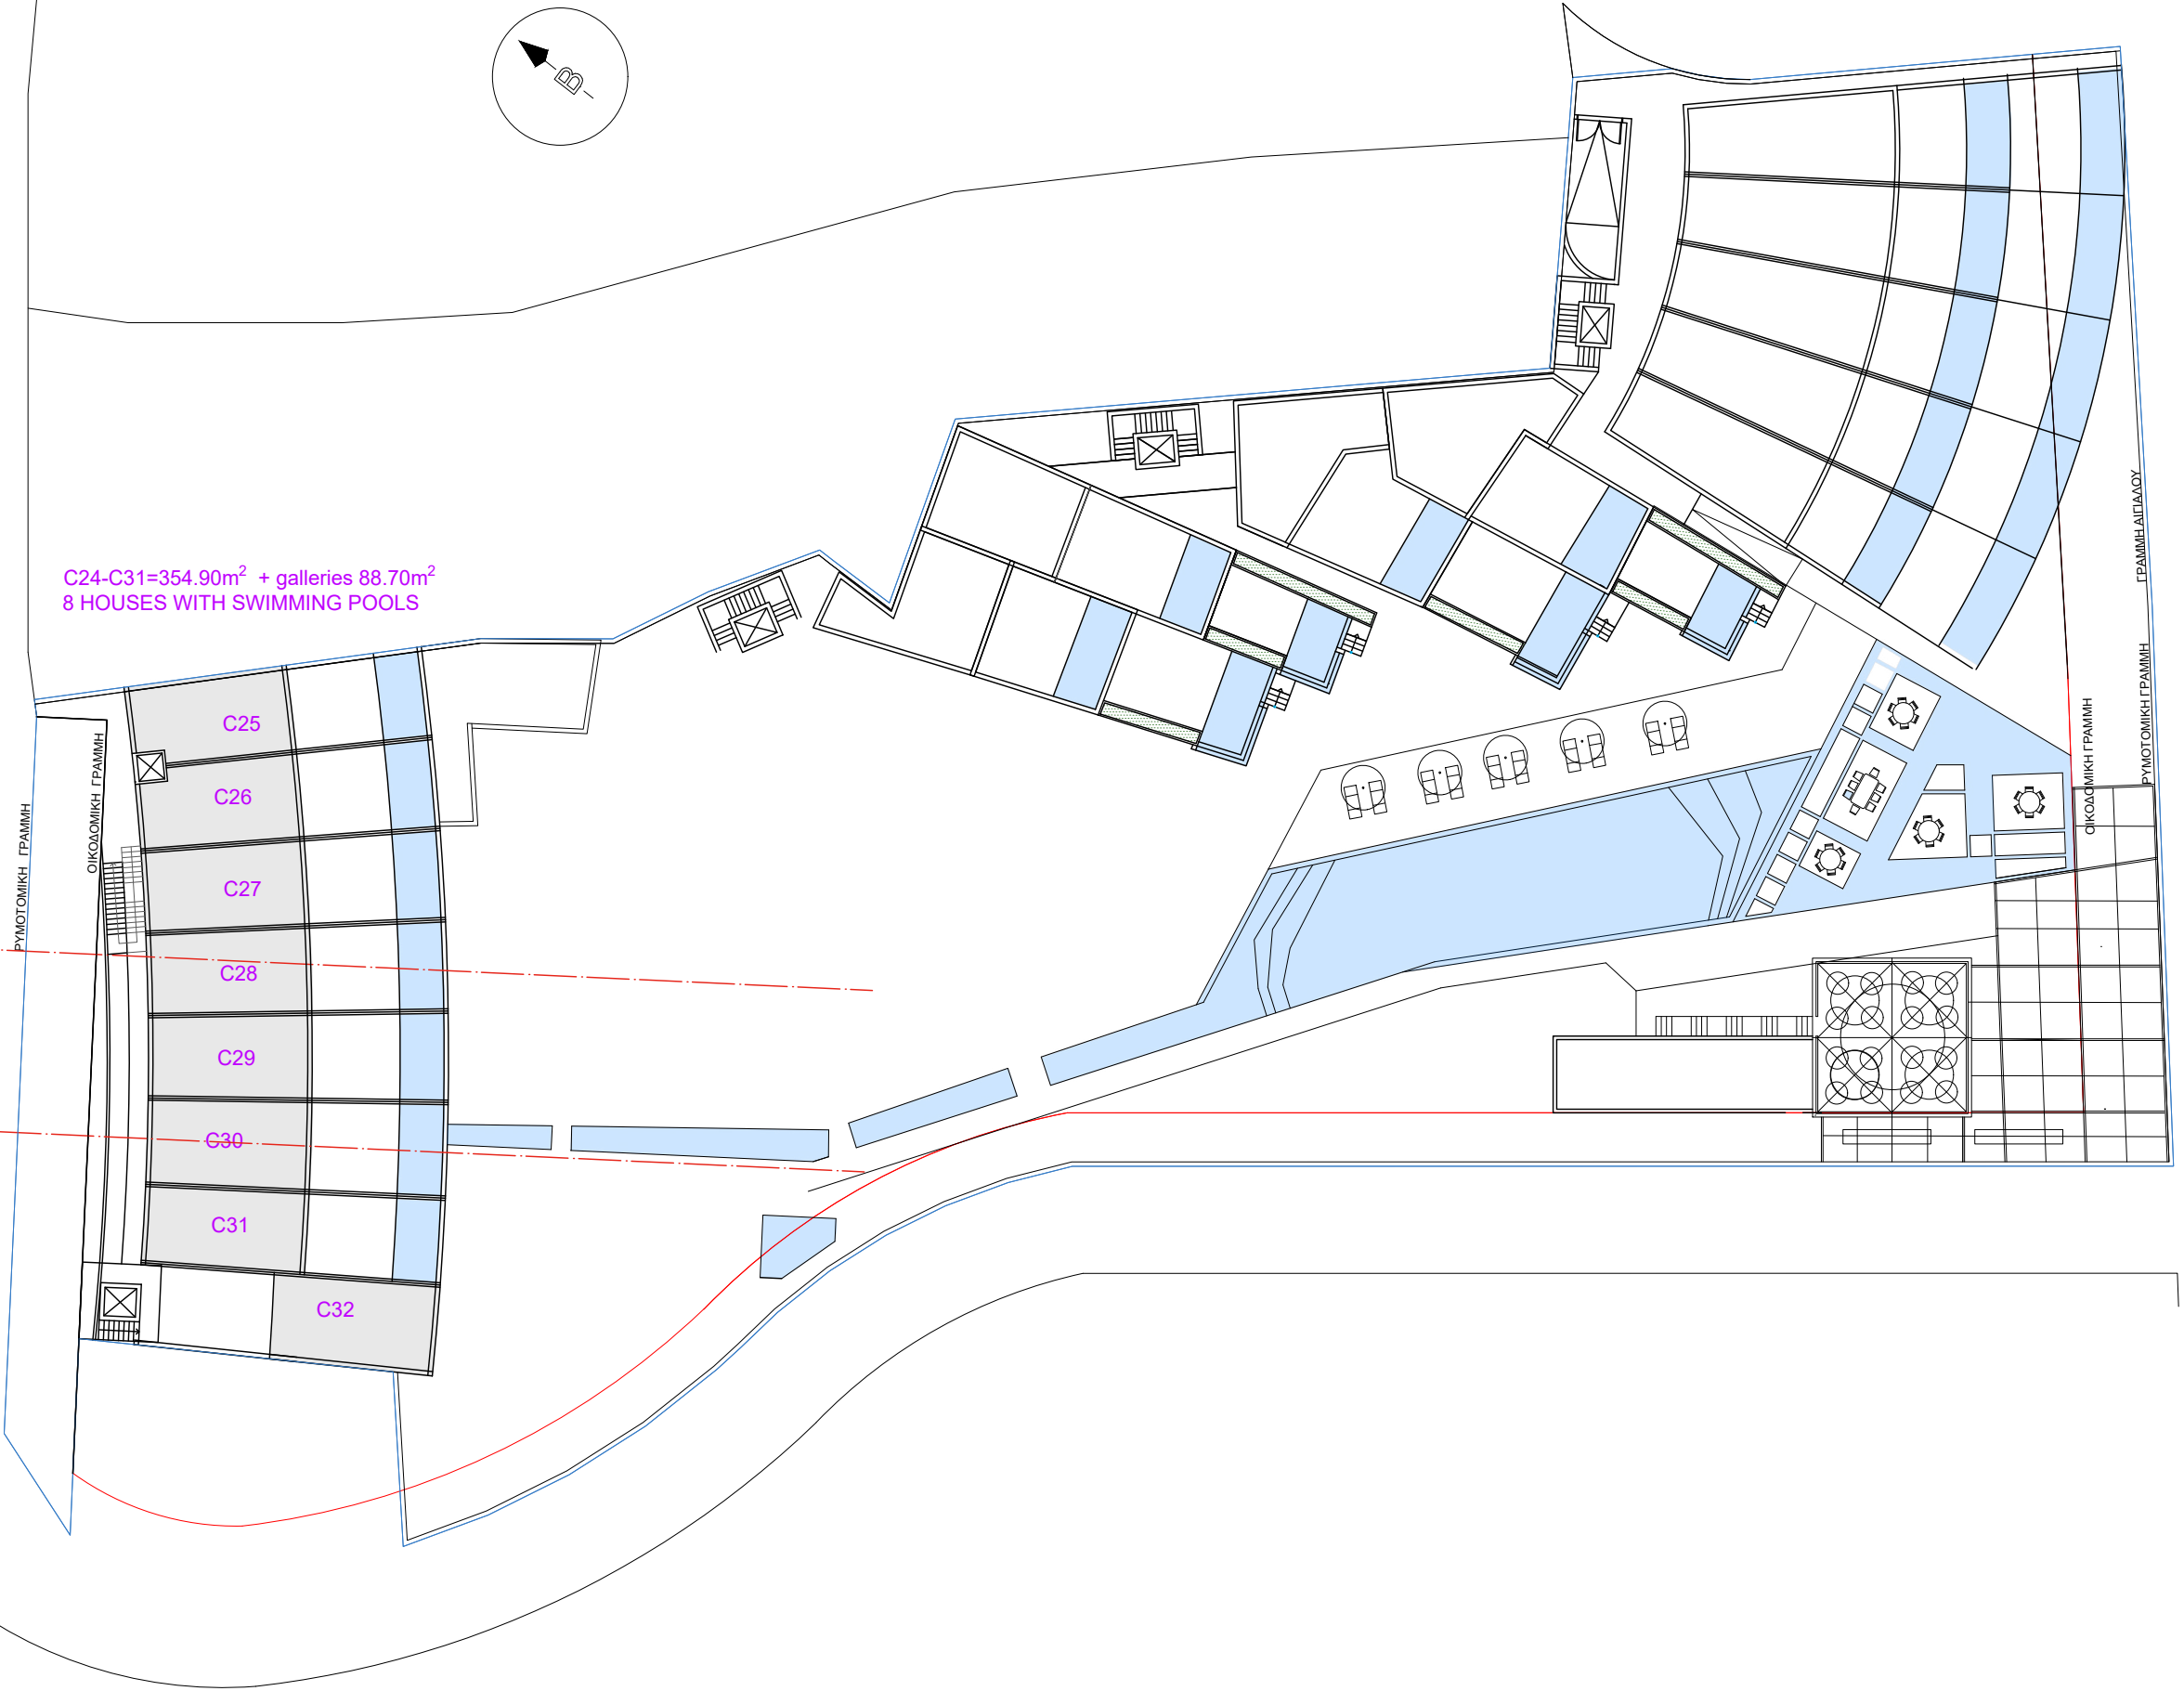 B
C24-C31=354.90m² + galleries 88.70m²
8 HOUSES WITH SWIMMING POOLS
C25
C26
C27
C28
C29
C30
C31
C32
ΡΥΜΟΤΟΜΙΚΗ ΓΡΑΜΜΗ
ΟΙΚΟΔΟΜΙΚΗ ΓΡΑΜΜΗ
ΓΡΑΜΜΗ ΑΙΓΙΑΛΟΥ
ΟΙΚΟΔΟΜΙΚΗ ΓΡΑΜΜΗ
ΡΥΜΟΤΟΜΙΚΗ ΓΡΑΜΜΗ